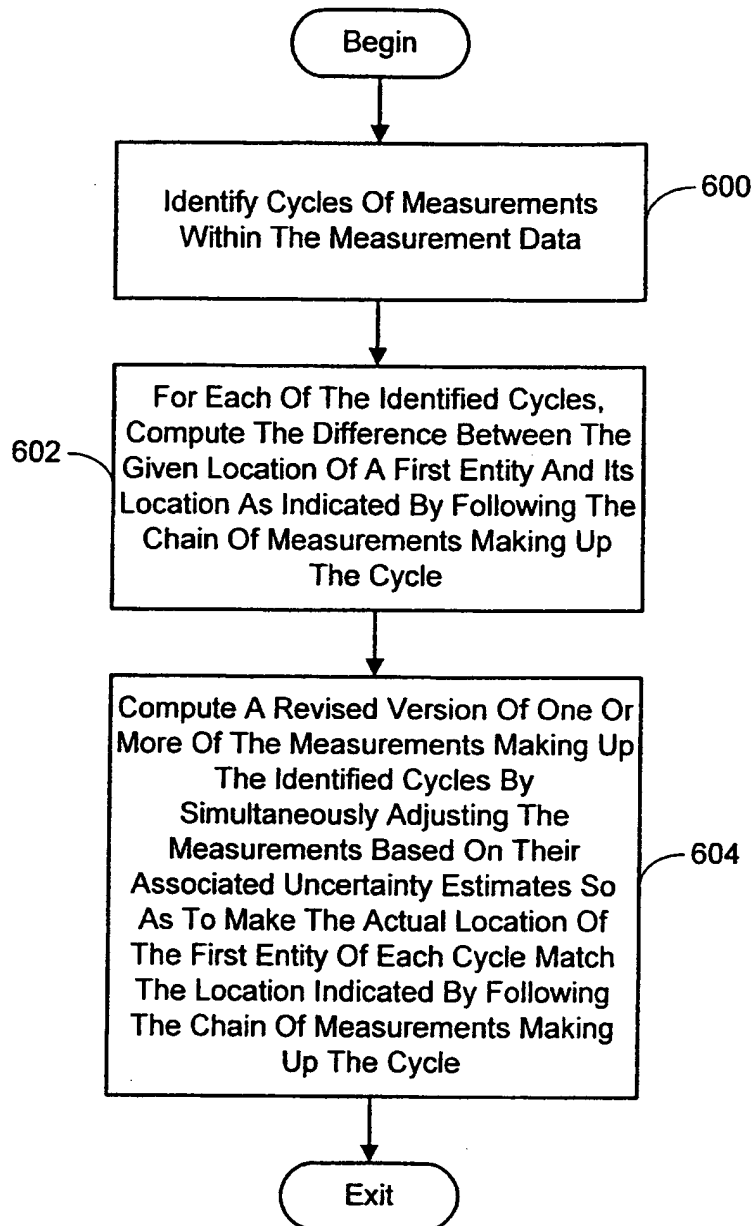 Begin
Identify Cycles Of Measurements
Within The Measurement Data
600
For Each Of The Identified Cycles,
Compute The Difference Between The
Given Location Of A First Entity And Its
Location As Indicated By Following The
Chain Of Measurements Making Up
The Cycle
602
Compute A Revised Version Of One Or
More Of The Measurements Making Up
The Identified Cycles By
Simultaneously Adjusting The
Measurements Based On Their
Associated Uncertainty Estimates So
As To Make The Actual Location Of
The First Entity Of Each Cycle Match
The Location Indicated By Following
The Chain Of Measurements Making
Up The Cycle
604
Exit